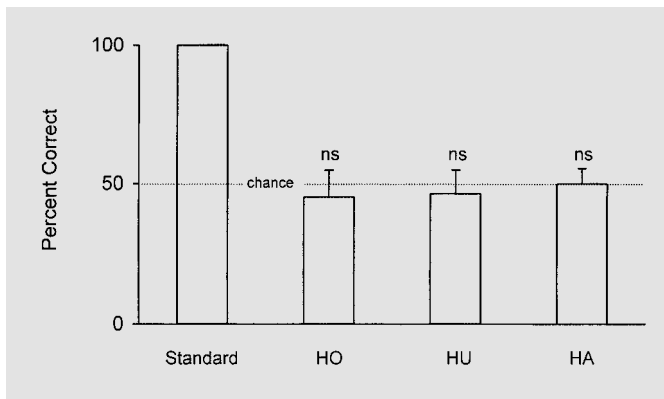 Percent Correct
100
50
0
chance
ns
ns
ns
Standard
HO
HU
HA